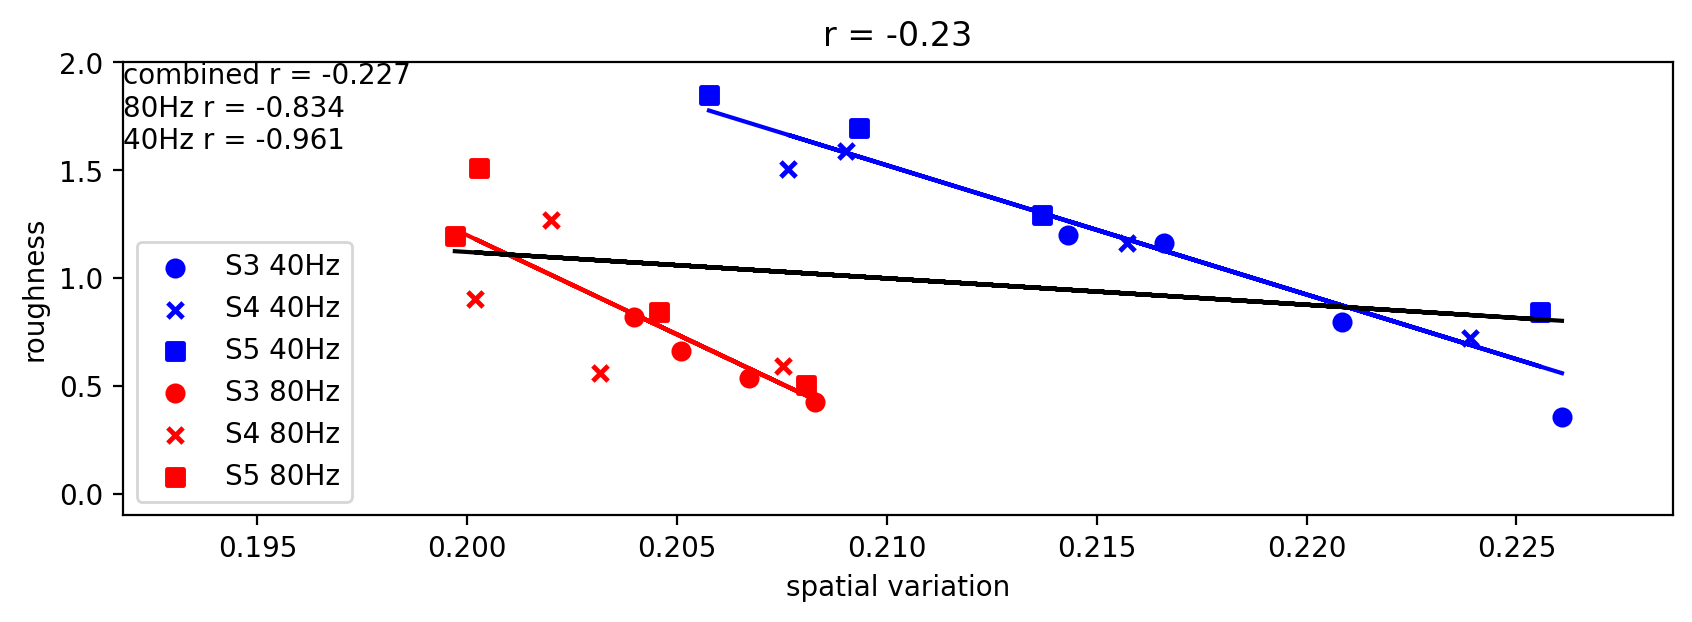 r = -0.23
combined r = -0.227
80Hz r = -0.834
40Hz r = -0.961
2.0
1.5
1.0
0.5
0.0
roughness
S3 40Hz
S4 40Hz
S5 40Hz
S3 80Hz
S4 80Hz
S5 80Hz
0.195 0.200 0.205 0.210 0.215 0.220 0.225
spatial variation